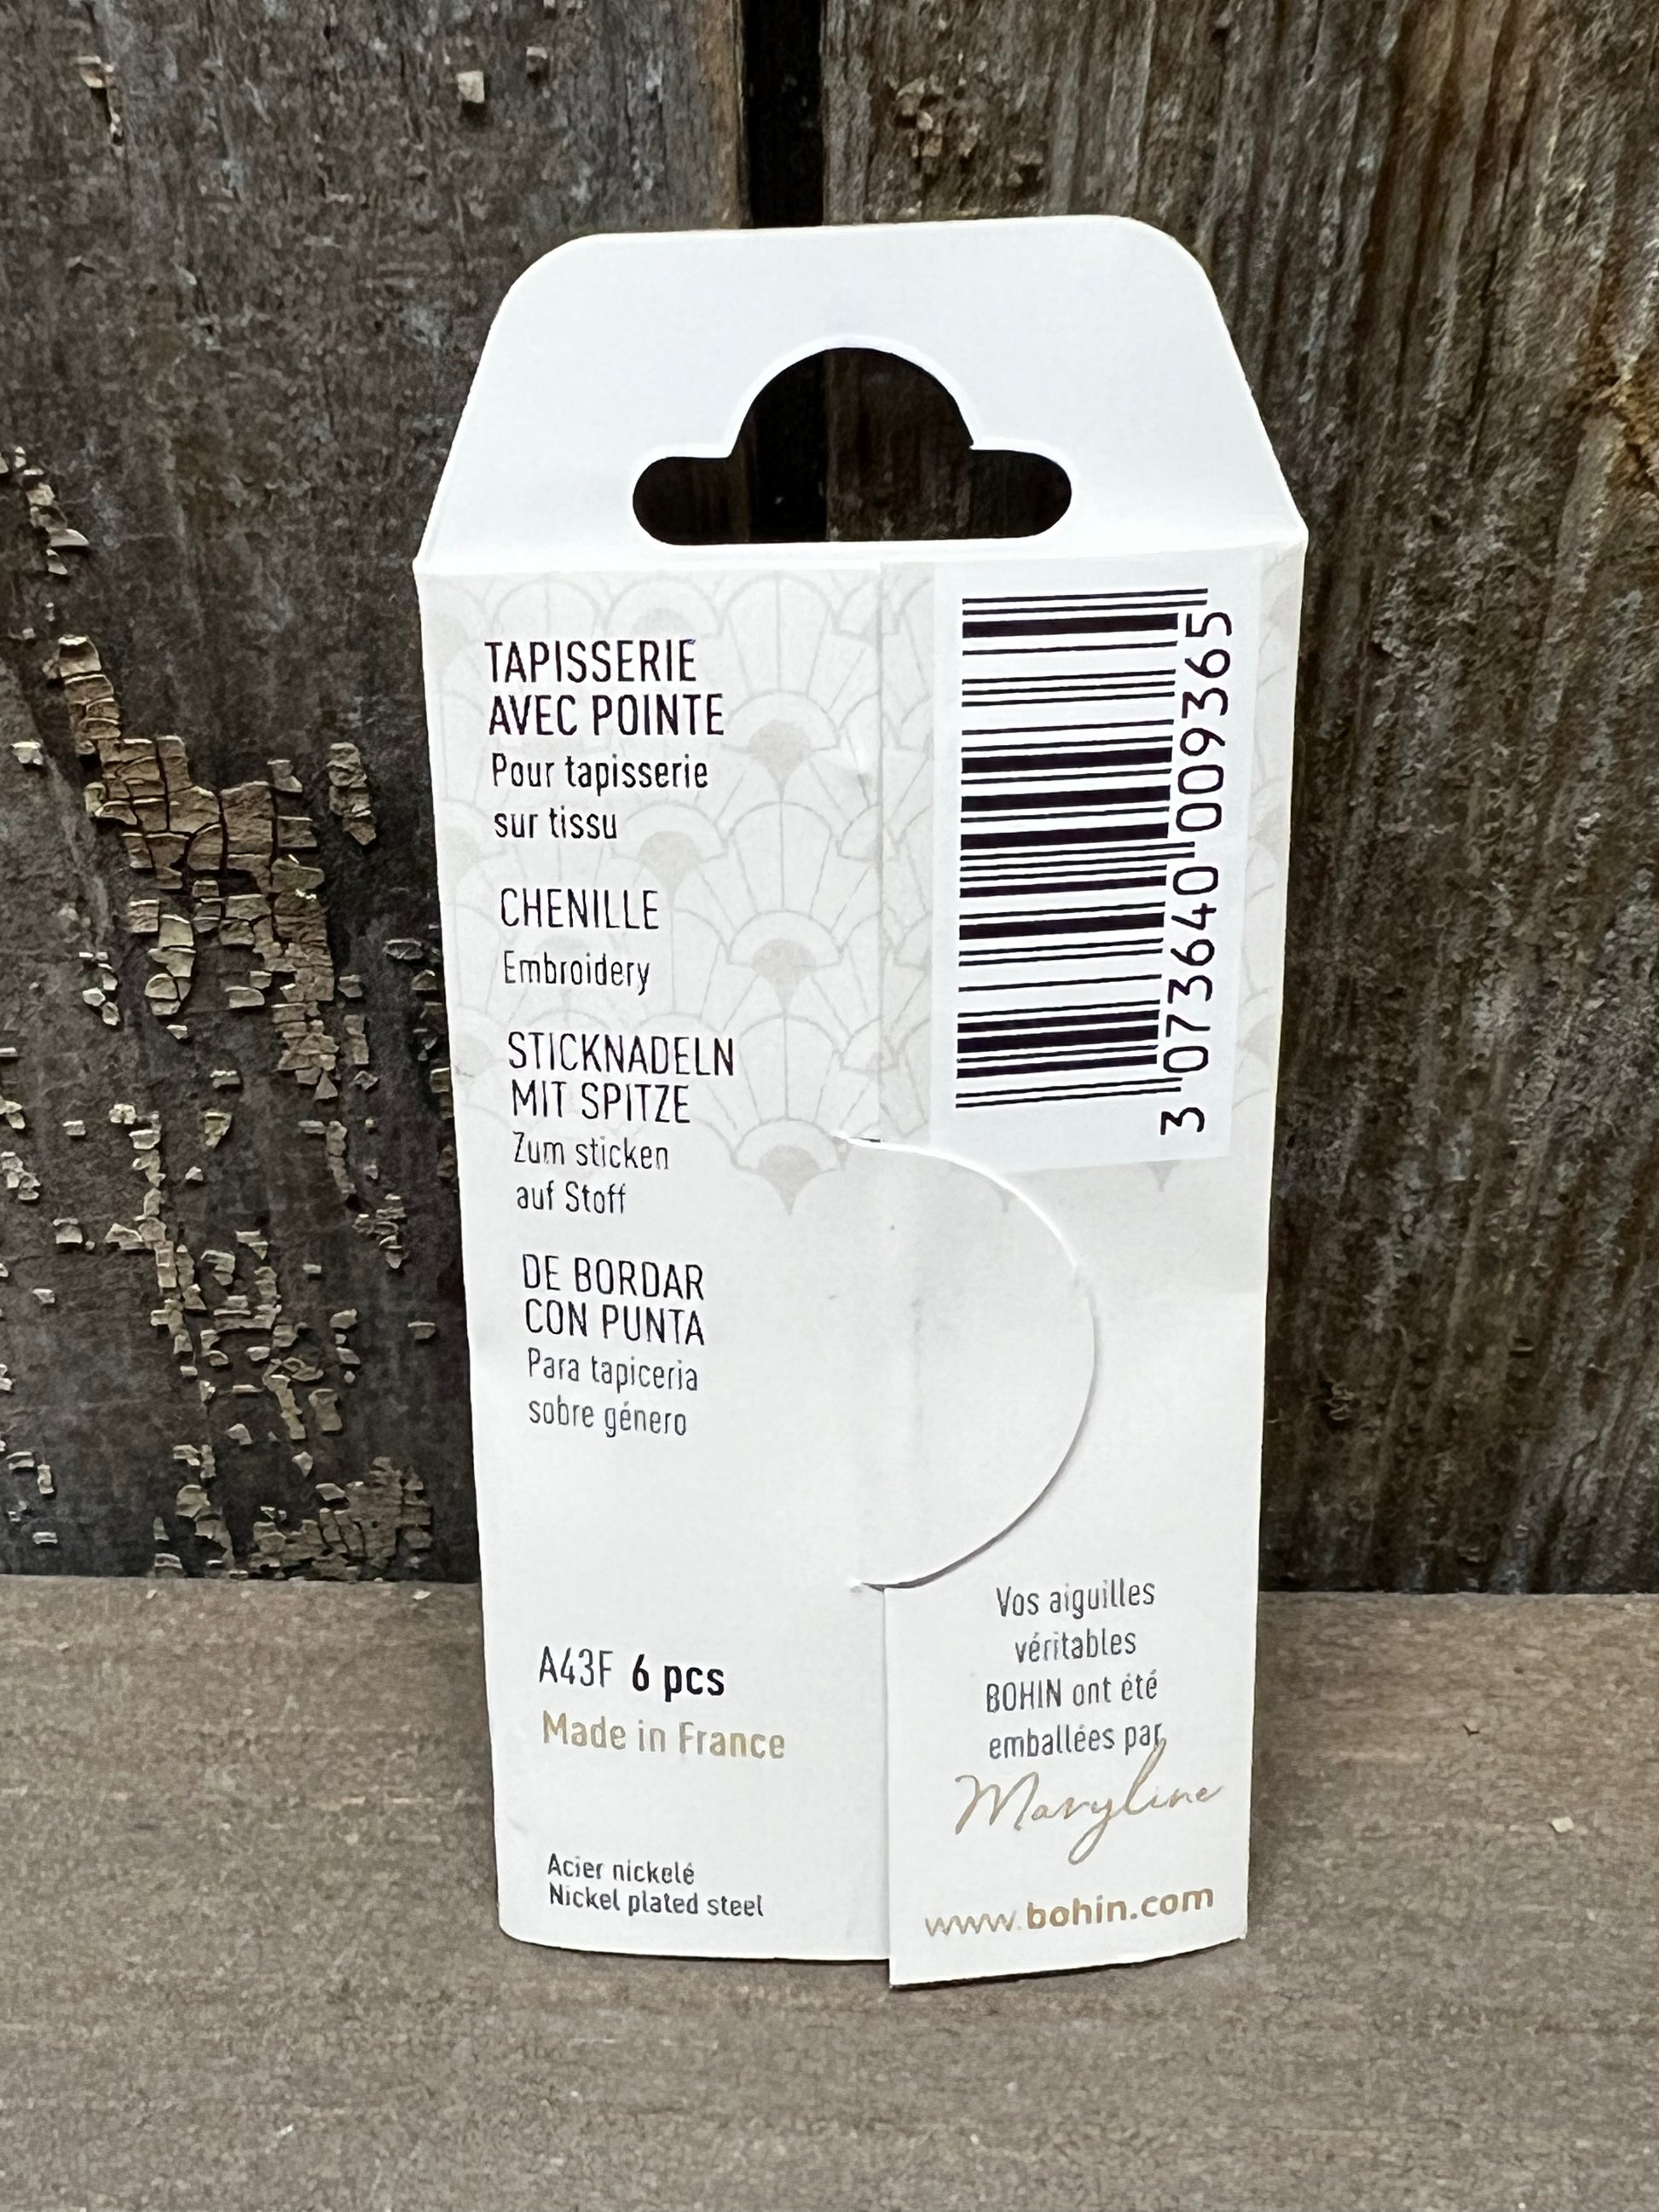 TAPISSERIE
AVEC POINTE
Pour tapisserie
sur tissu
CHENILLE
Embroidery
STICKNADELN
MIT SPITZE
Zum sticken
auf Stoff
DE BORDAR
CON PUNTA
Para tapiceria
sobre género
A43F 6 pcs
Made in France
Acier nickelé
Nickel plated steel
3 073640 009365
Vos aiguilles
véritables
BOHIN ont été
emballées par
Maryline
www.bohin.com